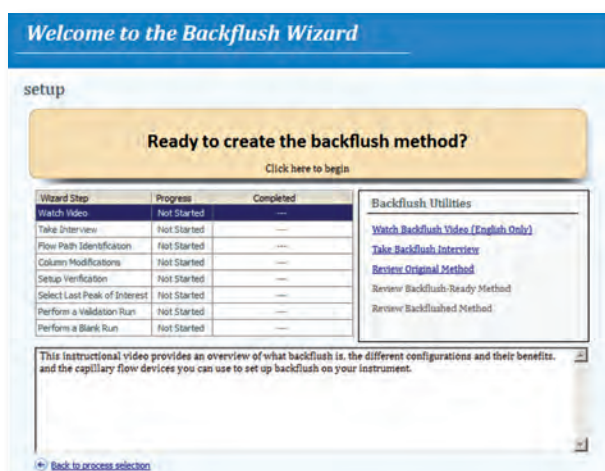 Welcome to the Backflush Wizard
setup
Ready to create the backflush method?
Click here to begin
Wizard Step Progress Completed
Watch Video Not Started ---
Take Interview Not Started ---
Flow Path Identification Not Started ---
Column Modifications Not Started ---
Setup Verification Not Started ---
Select Last Peak of Interest Not Started ---
Perform a Validation Run Not Started ---
Perform a Blank Run Not Started ---
Backflush Utilities
Watch Backflush Video (English Only)
Take Backflush Interview
Review Original Method
Review Backflush-Ready Method
Review Backflushed Method
This instructional video provides an overview of what backflush is, the different configurations and their benefits,
and the capillary flow devices you can use to set up backflush on your instrument.
Back to process selection